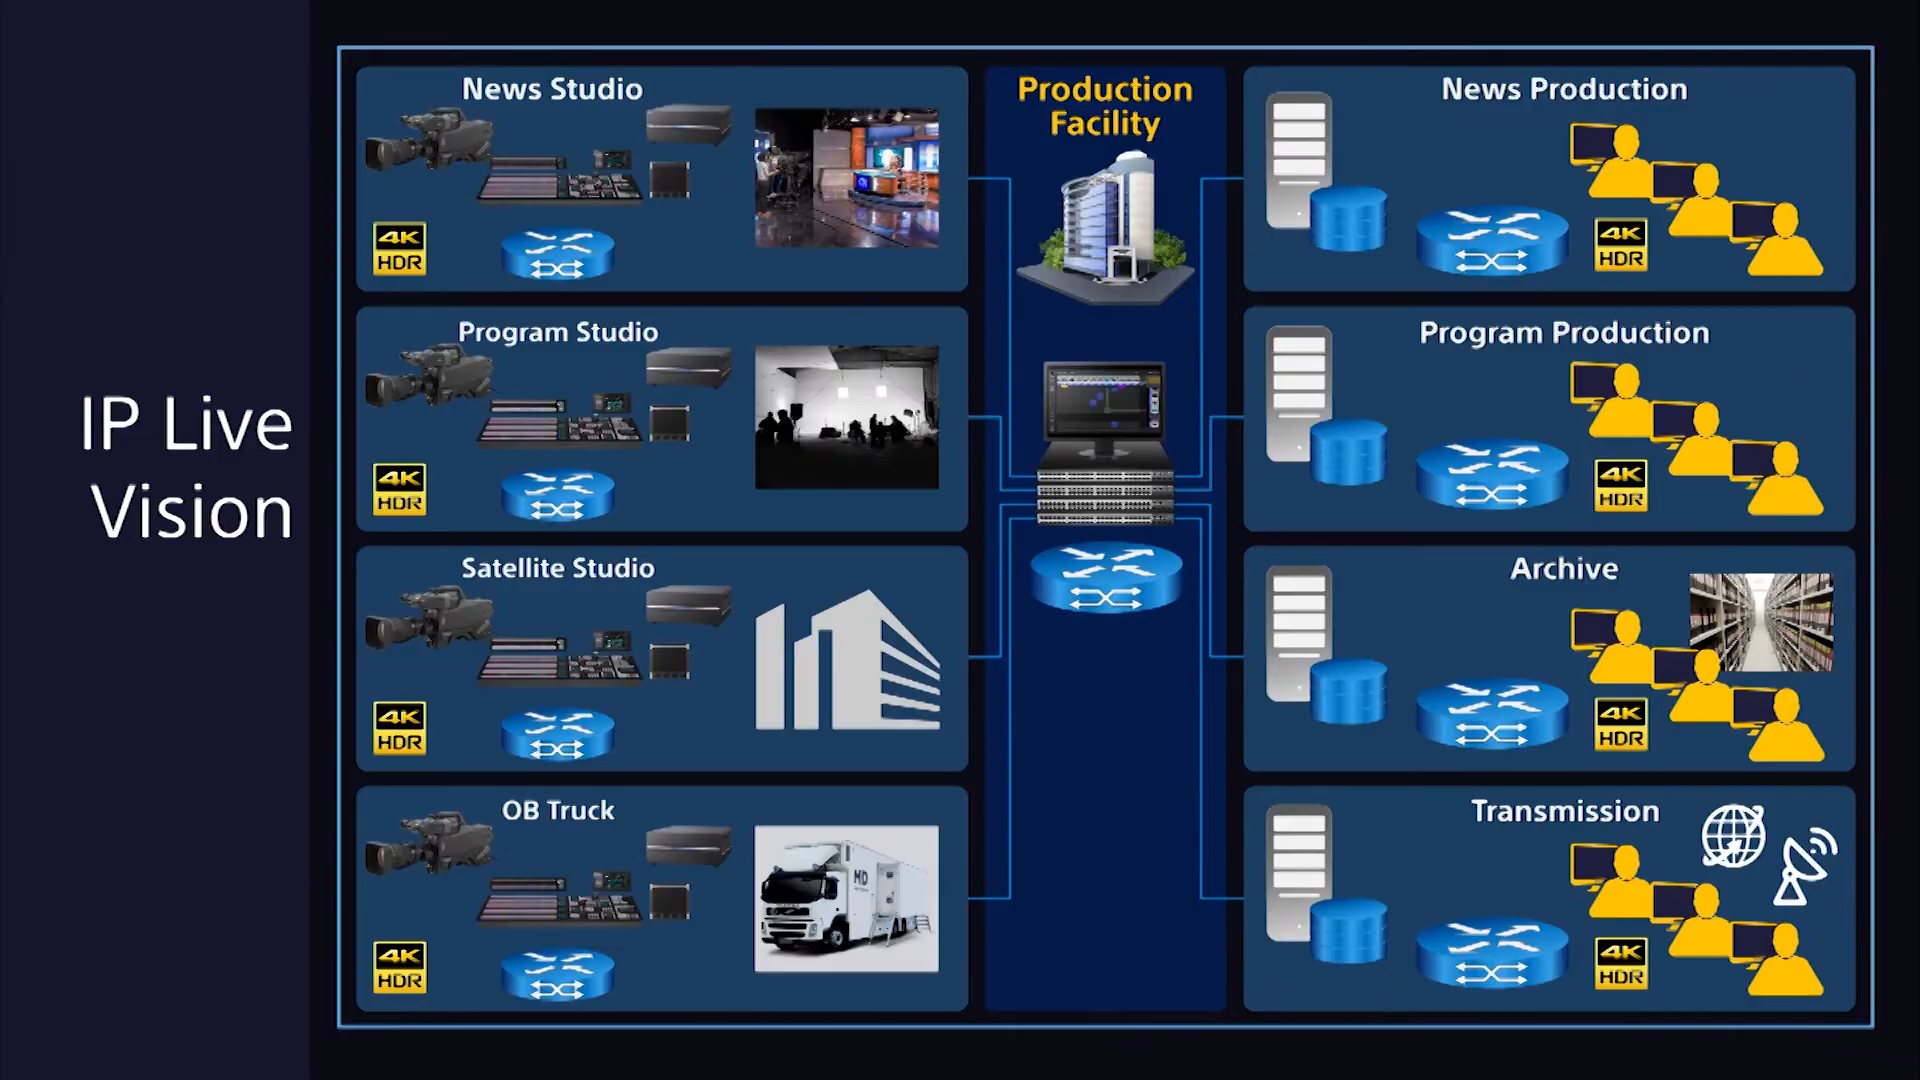 IP Live
Vision
News Studio
4K
HDR
Program Studio
4K
HDR
Satellite Studio
4K
HDR
OB Truck
HD
4K
HDR
Production
Facility
News Production
4K
HDR
Program Production
4K
HDR
Archive
4K
HDR
Transmission
4K
HDR